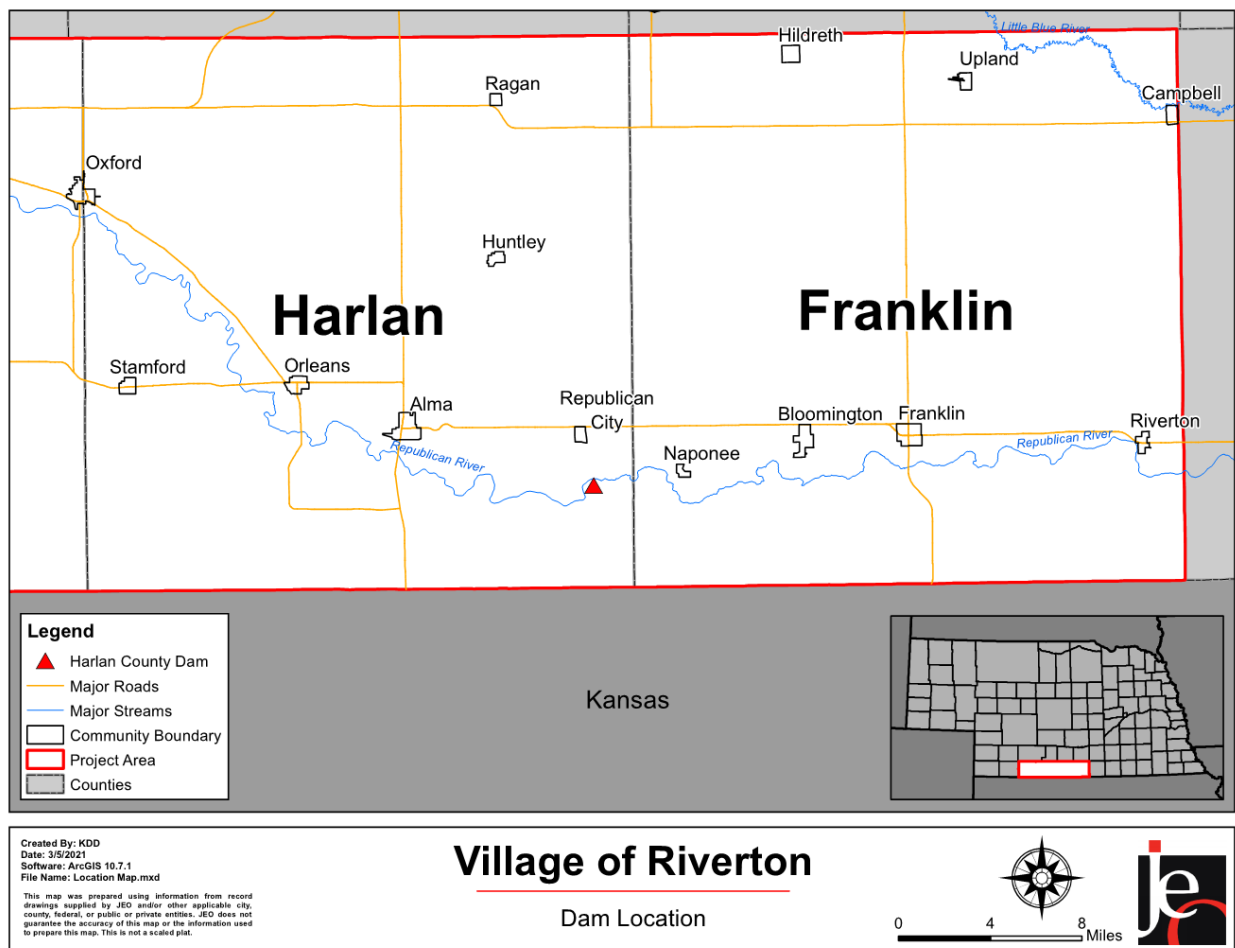 Little Blue River
Hildreth
Upland
Ragan
Campbell
Oxford
Huntley
Harlan
Franklin
Stamford
Orleans
Alma
Republican
City
Bloomington
Franklin
Riverton
Republican River
Naponee
Republican River
Legend
Harlan County Dam
Major Roads
Major Streams
Community Boundary
Project Area
Counties
Kansas
Created By: KDD
Date: 3/5/2021
Software: ArcGIS 10.7.1
File Name: Location Map.mxd
This map was prepared using information from record
drawings supplied by JEO and/or other applicable city,
county, federal, or public or private entities. JEO does not
guarantee the accuracy of this map or the information used
to prepare this map. This is not a scaled plat.
Village of Riverton
Dam Location
0 4 8
Miles
jeo